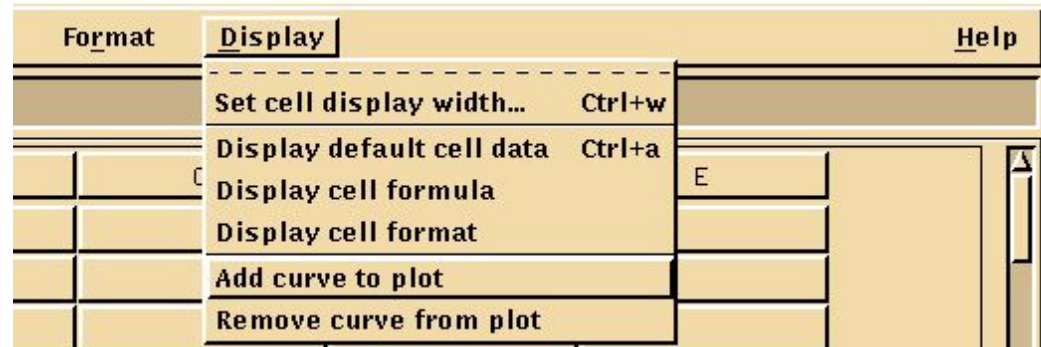 Format Display Help
Set cell display width... Ctrl+w
Display default cell data Ctrl+a
Display cell formula
Display cell format
Add curve to plot
Remove curve from plot
E